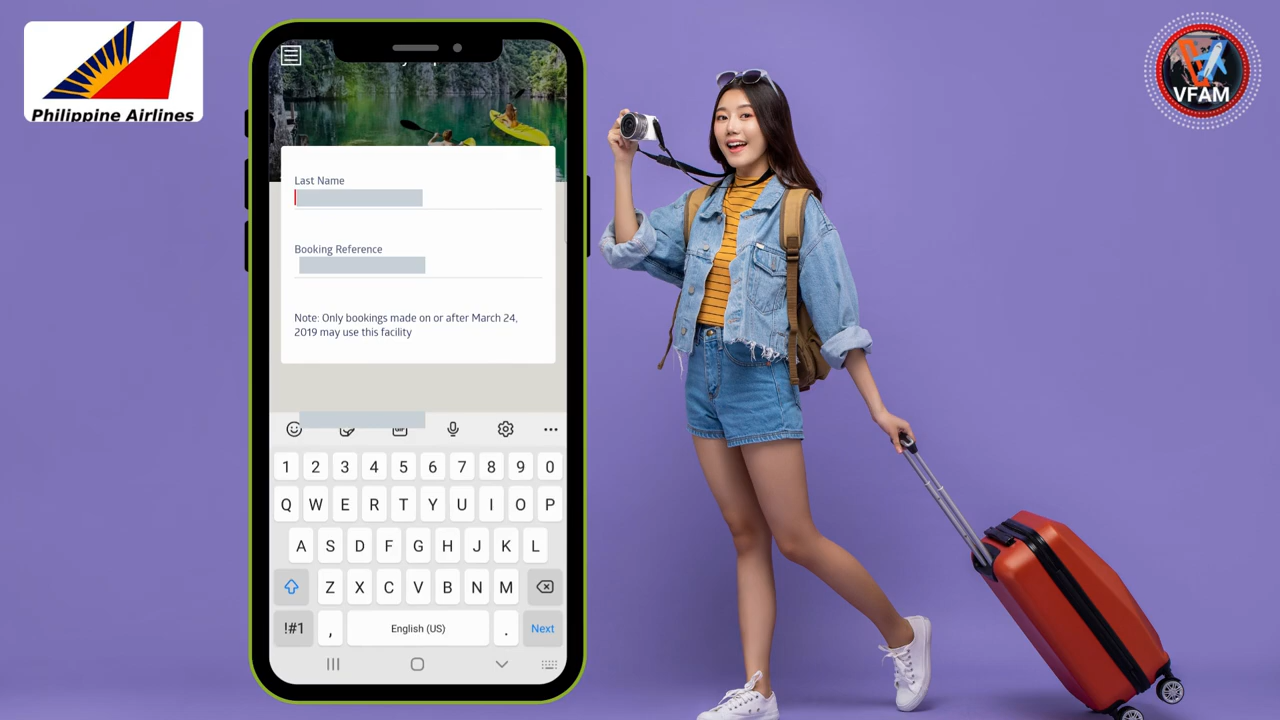 Philippine Airlines
VFAM
Last Name
Booking Reference
Note: Only bookings made on or after March 24,
2019 may use this facility
1 2 3 4 5 6 7 8 9 0
Q W E R T Y U I O P
A S D F G H J K L
Z X C V B N M
!#1 , English (US) . Next